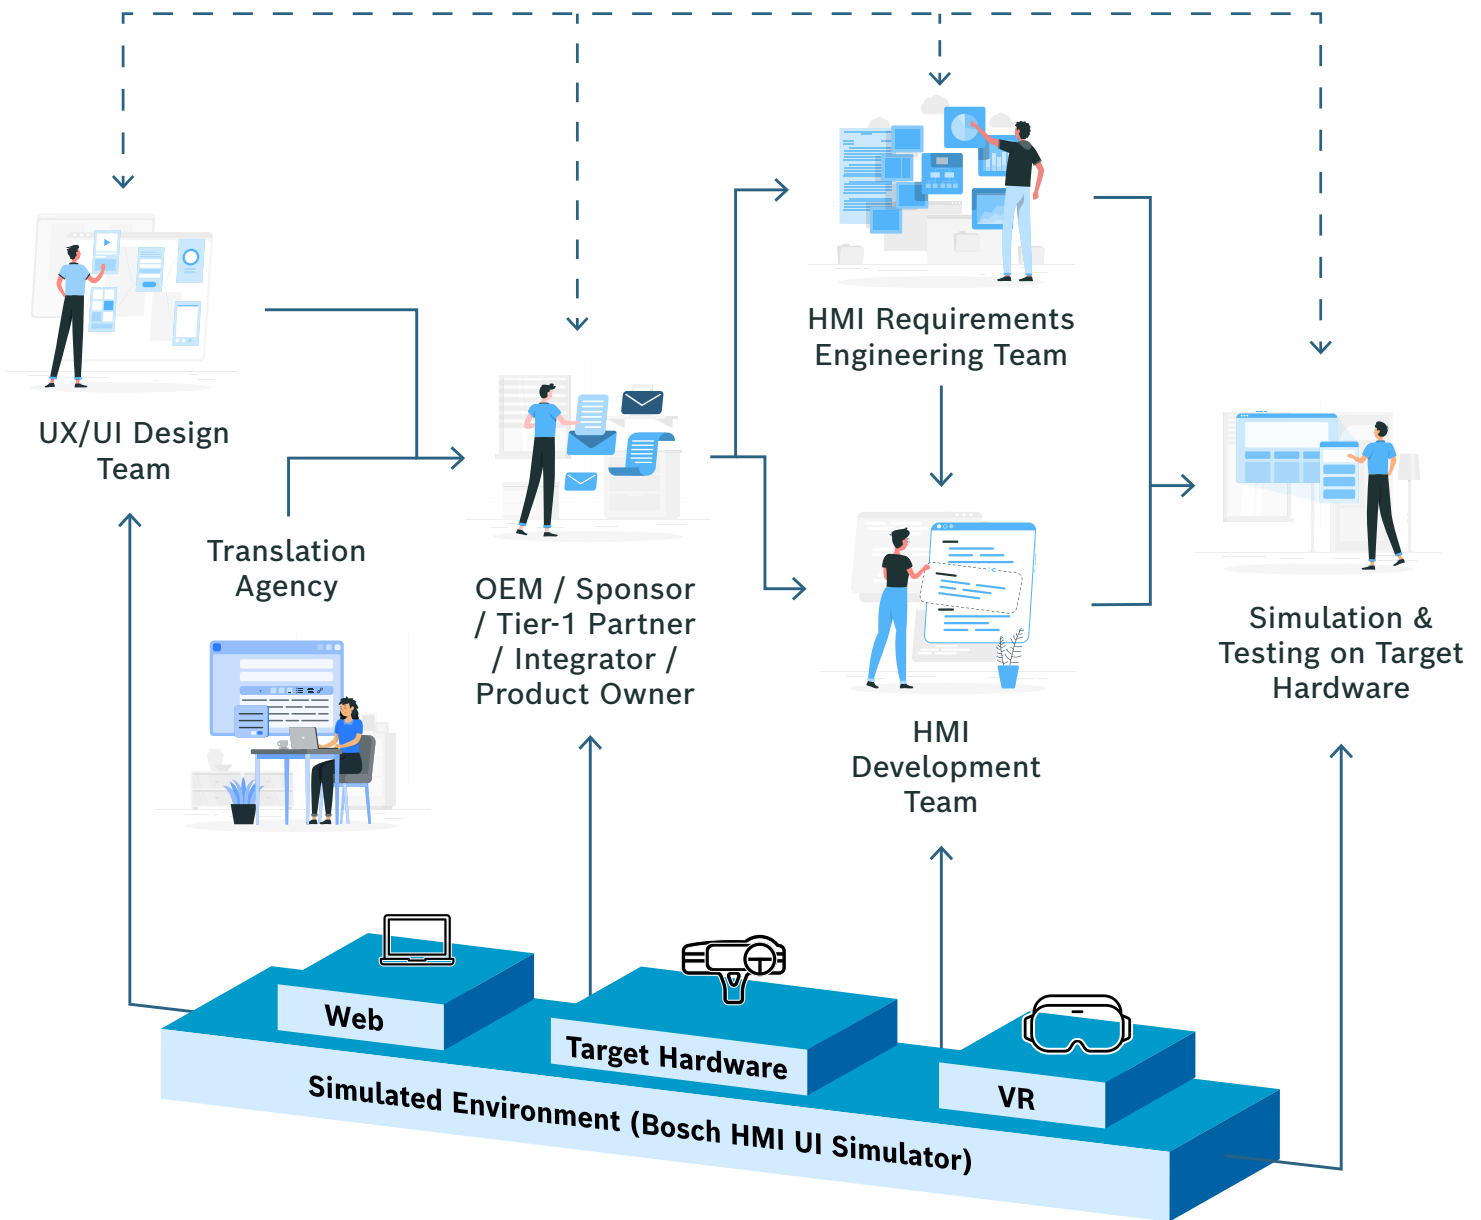 HMI Requirements
Engineering Team
UX/UI Design
Team
Translation
Agency
OEM / Sponsor
/ Tier-1 Partner
/ Integrator /
Product Owner
Simulation &
Testing on Target
Hardware
HMI
Development
Team
Web
Target Hardware
VR
Simulated Environment (Bosch HMI UI Simulator)